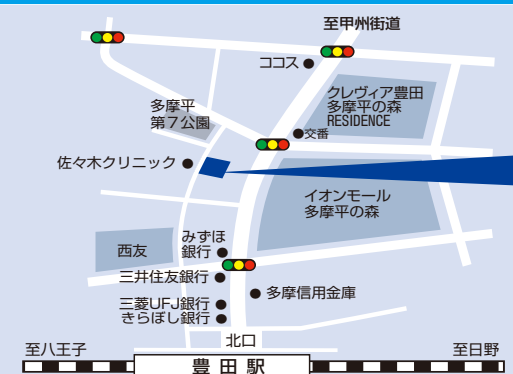 至甲州街道
ココス
クレヴィア豊田
多摩平の森
RESIDENCE
多摩平
第7公園
交番
佐々木クリニック
イオンモール
多摩平の森
みずほ
銀行
西友
三井住友銀行
多摩信用金庫
三菱UFJ銀行
きらぼし銀行
北口
至八王子
至日野
豊田駅